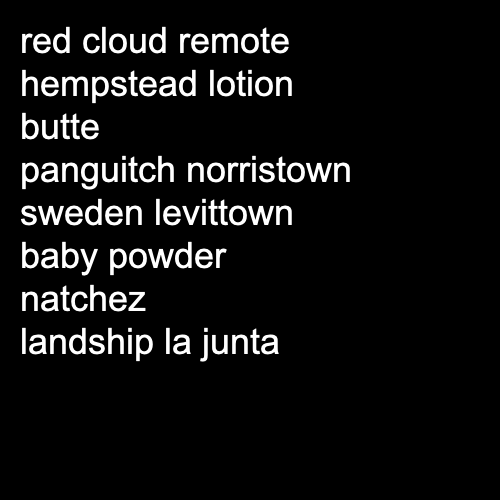 red cloud remote
hempstead lotion
butte
panguitch norristown
sweden levittown
baby powder
natchez
landship la junta